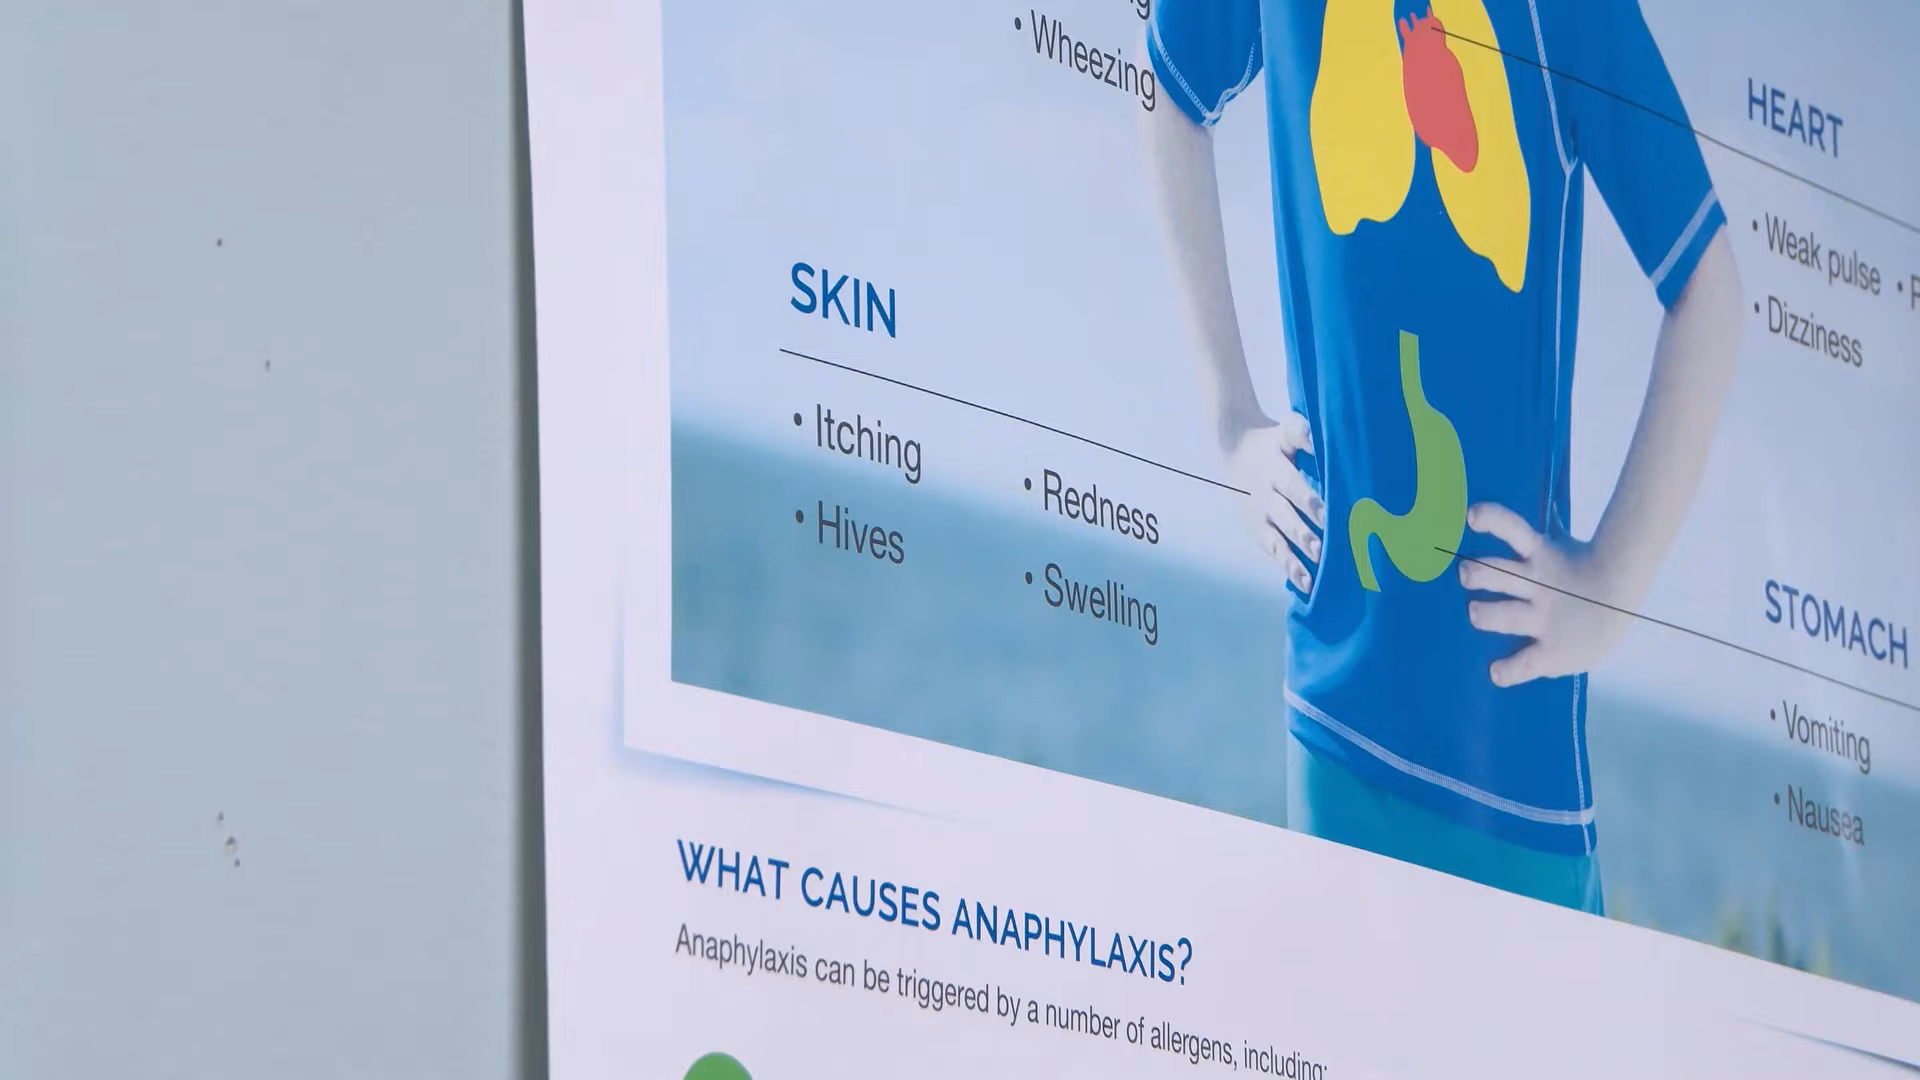 • Wheezing
HEART
• Weak pulse •
• Dizziness
SKIN
• Itching
• Redness
• Hives
• Swelling
STOMACH
• Vomiting
• Nausea
WHAT CAUSES ANAPHYLAXIS?
Anaphylaxis can be triggered by a number of allergens, including: